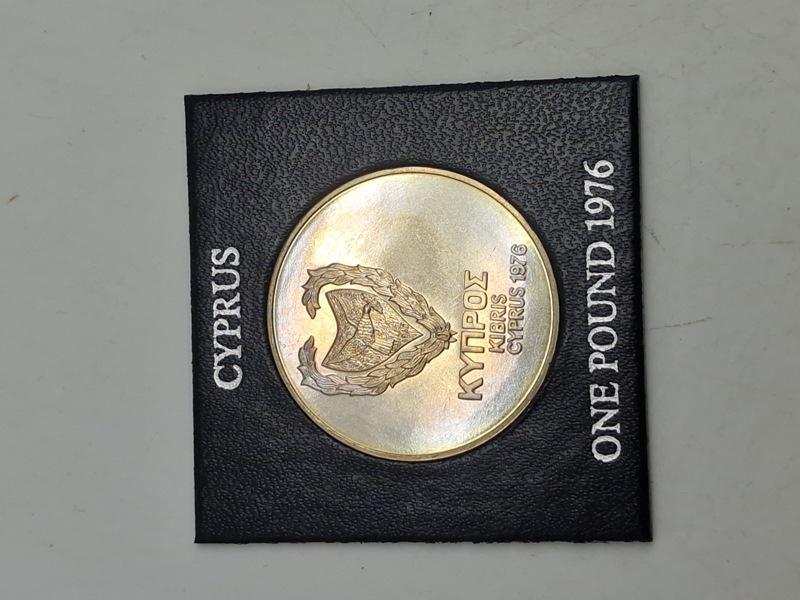 CYPRUS
ΚΥΠΡΟΣ
KIBRIS
CYPRUS 1976
ONE POUND 1976